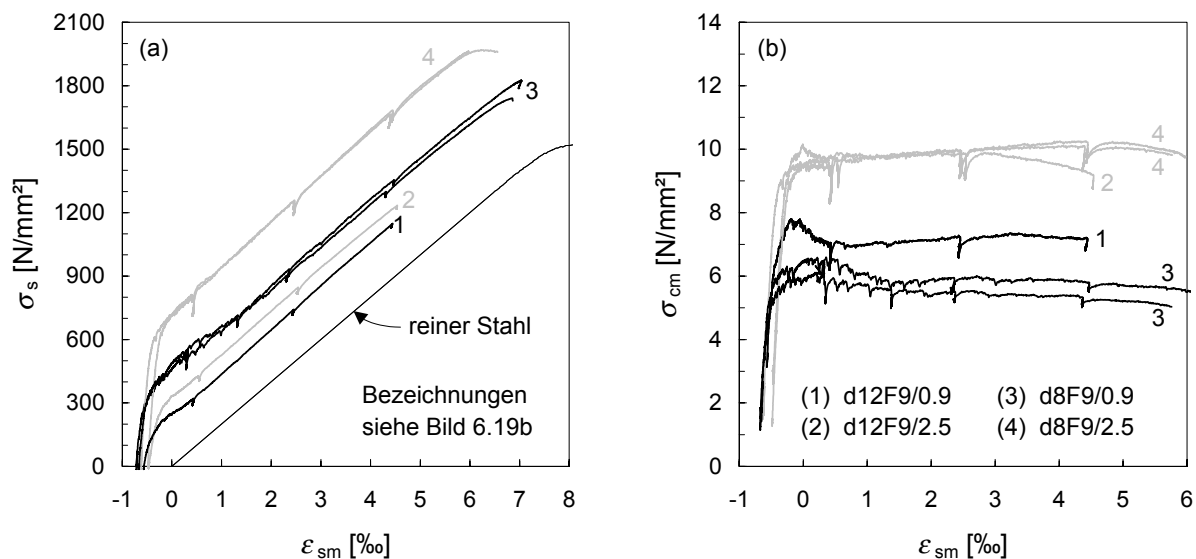 2100
1800
1500
1200
900
600
300
0
σs [N/mm²]
(a)
4
3
2
1
reiner Stahl
Bezeichnungen
siehe Bild 6.19b
-1 0 1 2 3 4 5 6 7 8
εsm [‰]
14
12
10
8
6
4
2
0
σcm [N/mm²]
(b)
4
4
2
1
3
3
(1) d12F9/0.9 (3) d8F9/0.9
(2) d12F9/2.5 (4) d8F9/2.5
-1 0 1 2 3 4 5 6
εsm [‰]